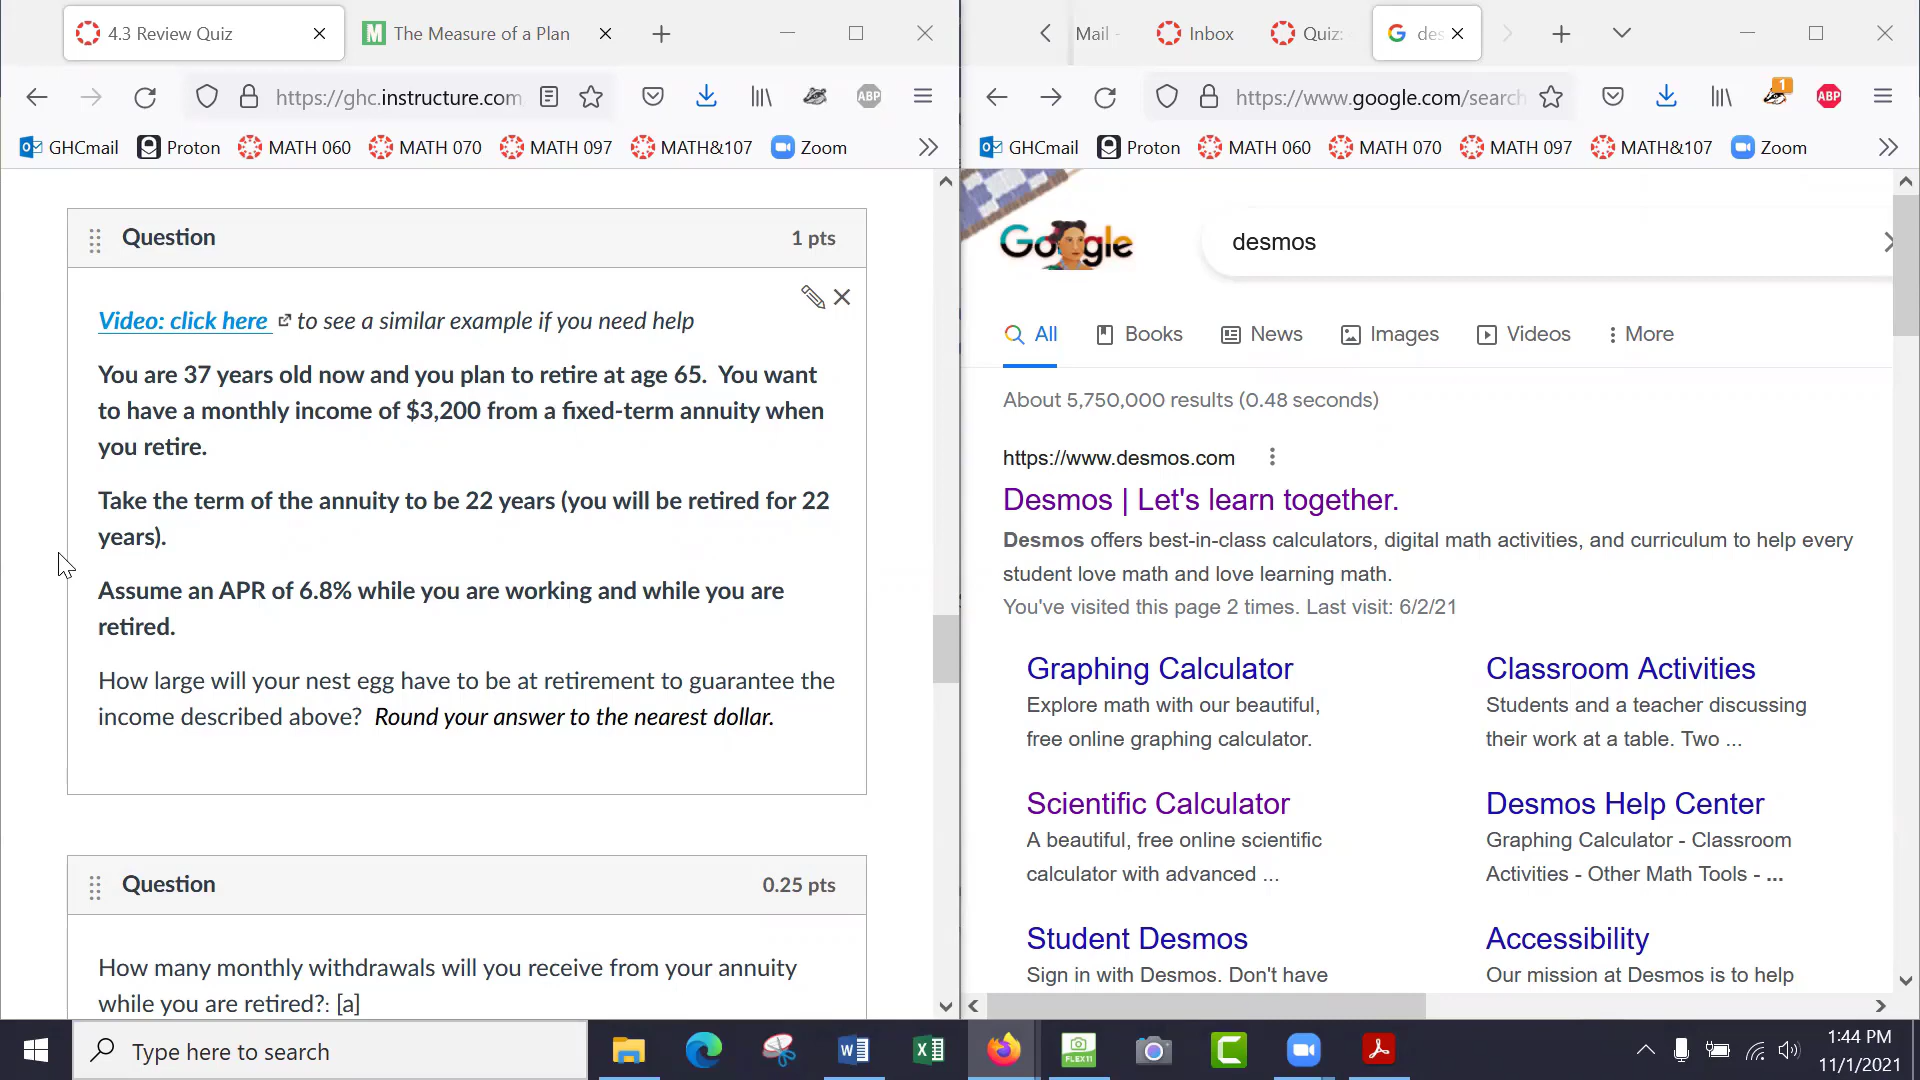 4.3 Review Quiz
The Measure of a Plan
https://ghc.instructure.com
ABP
GHCmail
Proton
MATH 060
MATH 070
MATH 097
MATH&107
Zoom
Question
1 pts
Video: click here to see a similar example if you need help
You are 37 years old now and you plan to retire at age 65. You want
to have a monthly income of $3,200 from a fixed-term annuity when
you retire.
Take the term of the annuity to be 22 years (you will be retired for 22
years).
Assume an APR of 6.8% while you are working and while you are
retired.
How large will your nest egg have to be at retirement to guarantee the
income described above? Round your answer to the nearest dollar.
Question
0.25 pts
How many monthly withdrawals will you receive from your annuity
while you are retired?: [a]
Mail
Inbox
Quiz:
des
https://www.google.com/search
1
ABP
GHCmail
Proton
MATH 060
MATH 070
MATH 097
MATH&107
Zoom
Google
desmos
All
Books
News
Images
Videos
More
About 5,750,000 results (0.48 seconds)
https://www.desmos.com
Desmos | Let's learn together.
Desmos offers best-in-class calculators, digital math activities, and curriculum to help every
student love math and love learning math.
You've visited this page 2 times. Last visit: 6/2/21
Graphing Calculator
Explore math with our beautiful,
free online graphing calculator.
Classroom Activities
Students and a teacher discussing
their work at a table. Two ...
Scientific Calculator
A beautiful, free online scientific
calculator with advanced ...
Desmos Help Center
Graphing Calculator - Classroom
Activities - Other Math Tools - ...
Student Desmos
Sign in with Desmos. Don't have
Accessibility
Our mission at Desmos is to help
Type here to search
FLEX11
1:44 PM
11/1/2021